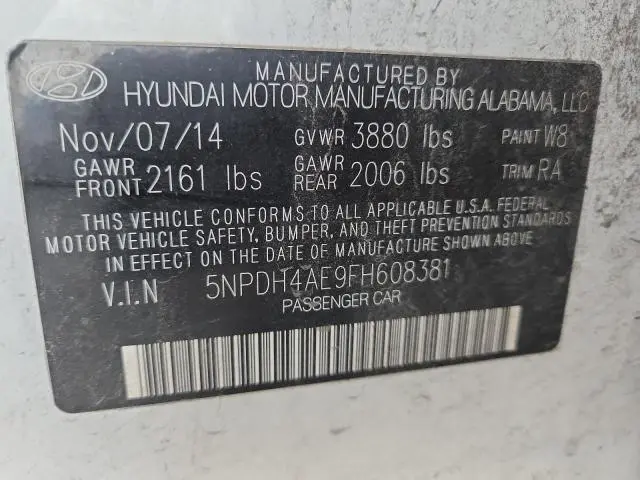 MANUFACTURED BY
HYUNDAI MOTOR MANUFACTURING ALABAMA, LLC
Nov/07/14 GVWR 3880 lbs PAINT W8
GAWR FRONT 2161 lbs GAWR REAR 2006 lbs TRIM RA
THIS VEHICLE CONFORMS TO ALL APPLICABLE U.S.A. FEDERAL
MOTOR VEHICLE SAFETY, BUMPER, AND THEFT PREVENTION STANDARDS
IN EFFECT ON THE DATE OF MANUFACTURE SHOWN ABOVE.
V.I.N 5NPDH4AE9FH608381
PASSENGER CAR